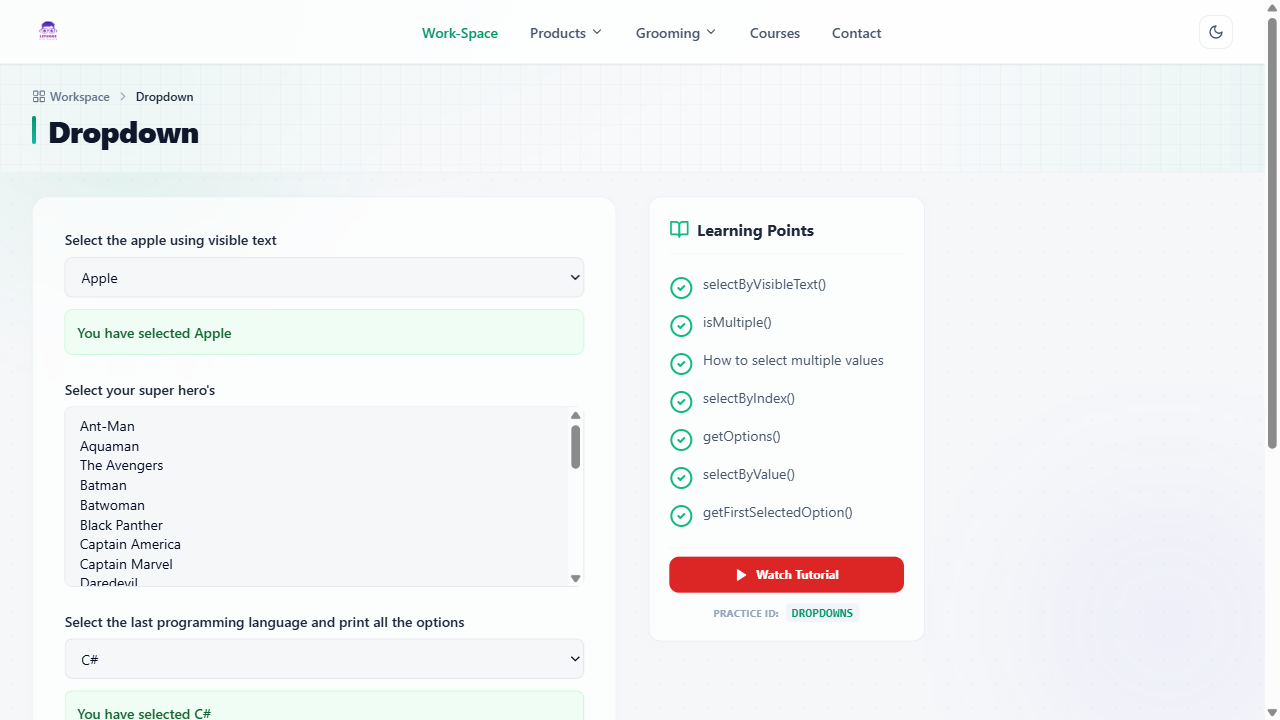 Work-Space
Products
Grooming
Courses
Contact
Workspace
Dropdown
Dropdown
Select the apple using visible text
Apple
You have selected Apple
Select your super hero's
Ant-Man
Aquaman
The Avengers
Batman
Batwoman
Black Panther
Captain America
Captain Marvel
Daredevil
Select the last programming language and print all the options
C#
You have selected C#
Learning Points
selectByVisibleText()
isMultiple()
How to select multiple values
selectByIndex()
getOptions()
selectByValue()
getFirstSelectedOption()
Watch Tutorial
PRACTICE ID: DROPDOWNS